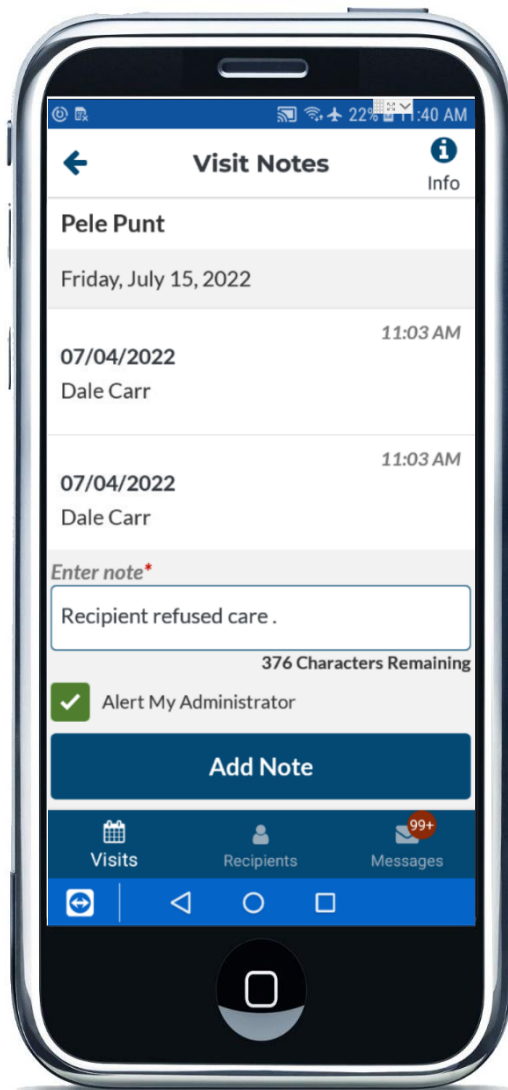 22% 11:40 AM
Visit Notes
Info
Pele Punt
Friday, July 15, 2022
11:03 AM
07/04/2022
Dale Carr
11:03 AM
07/04/2022
Dale Carr
Enter note*
Recipient refused care .
376 Characters Remaining
Alert My Administrator
Add Note
99+
Visits
Recipients
Messages